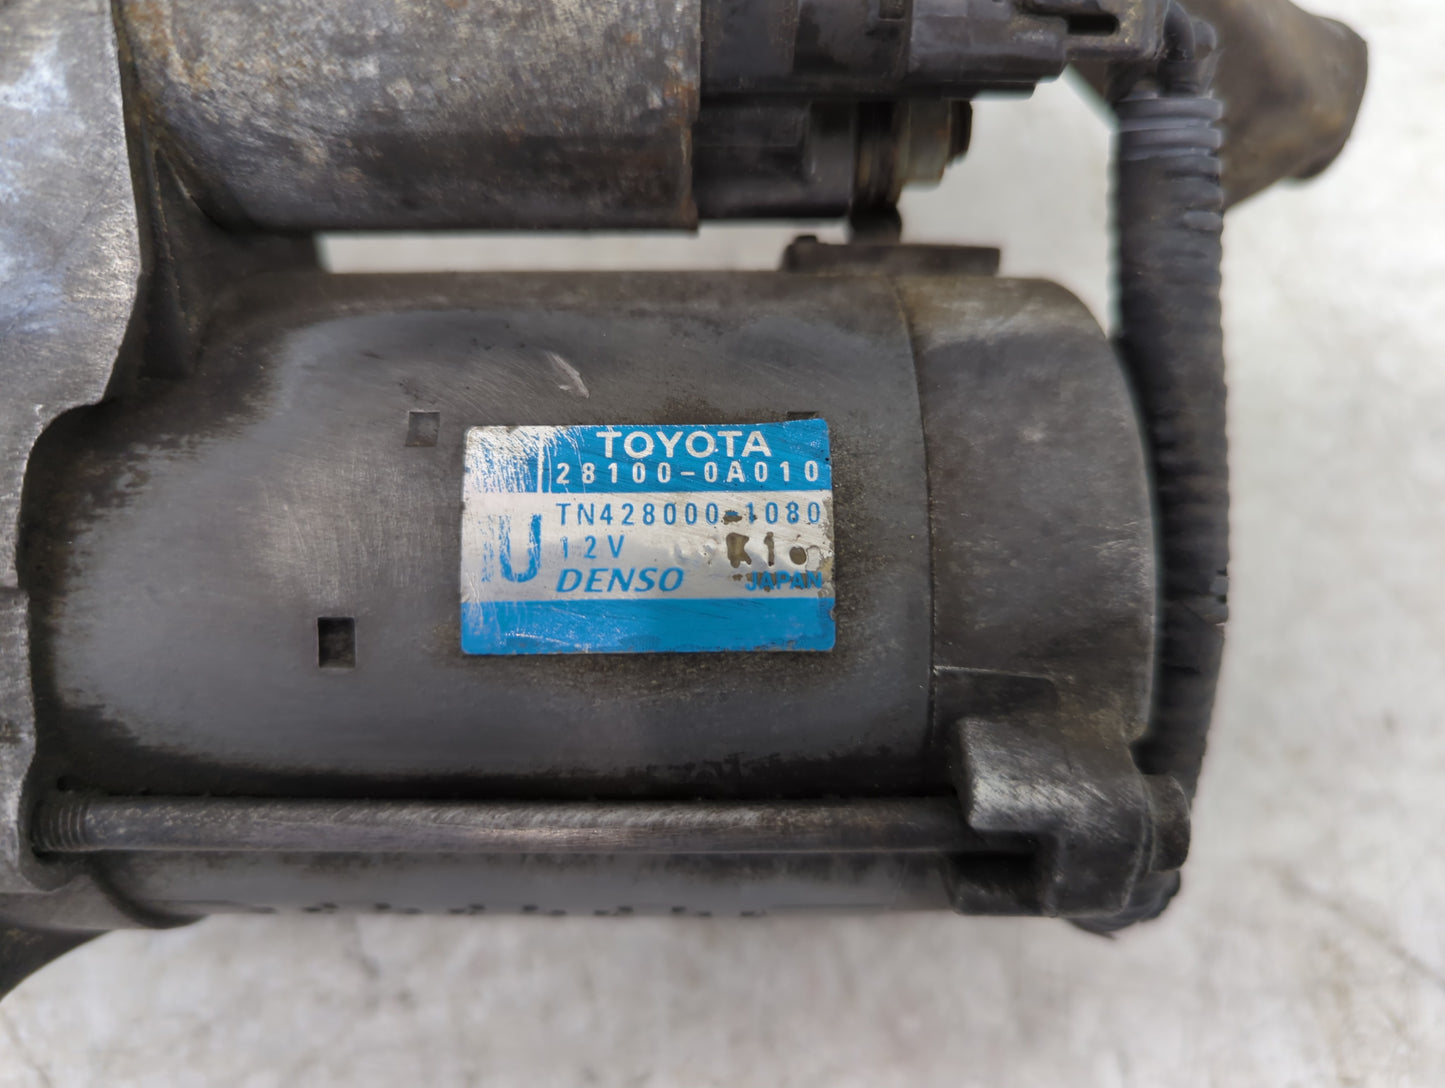 TOYOTA
28100-0A010
TN428000-1080
U
12V
DENSO JAPAN